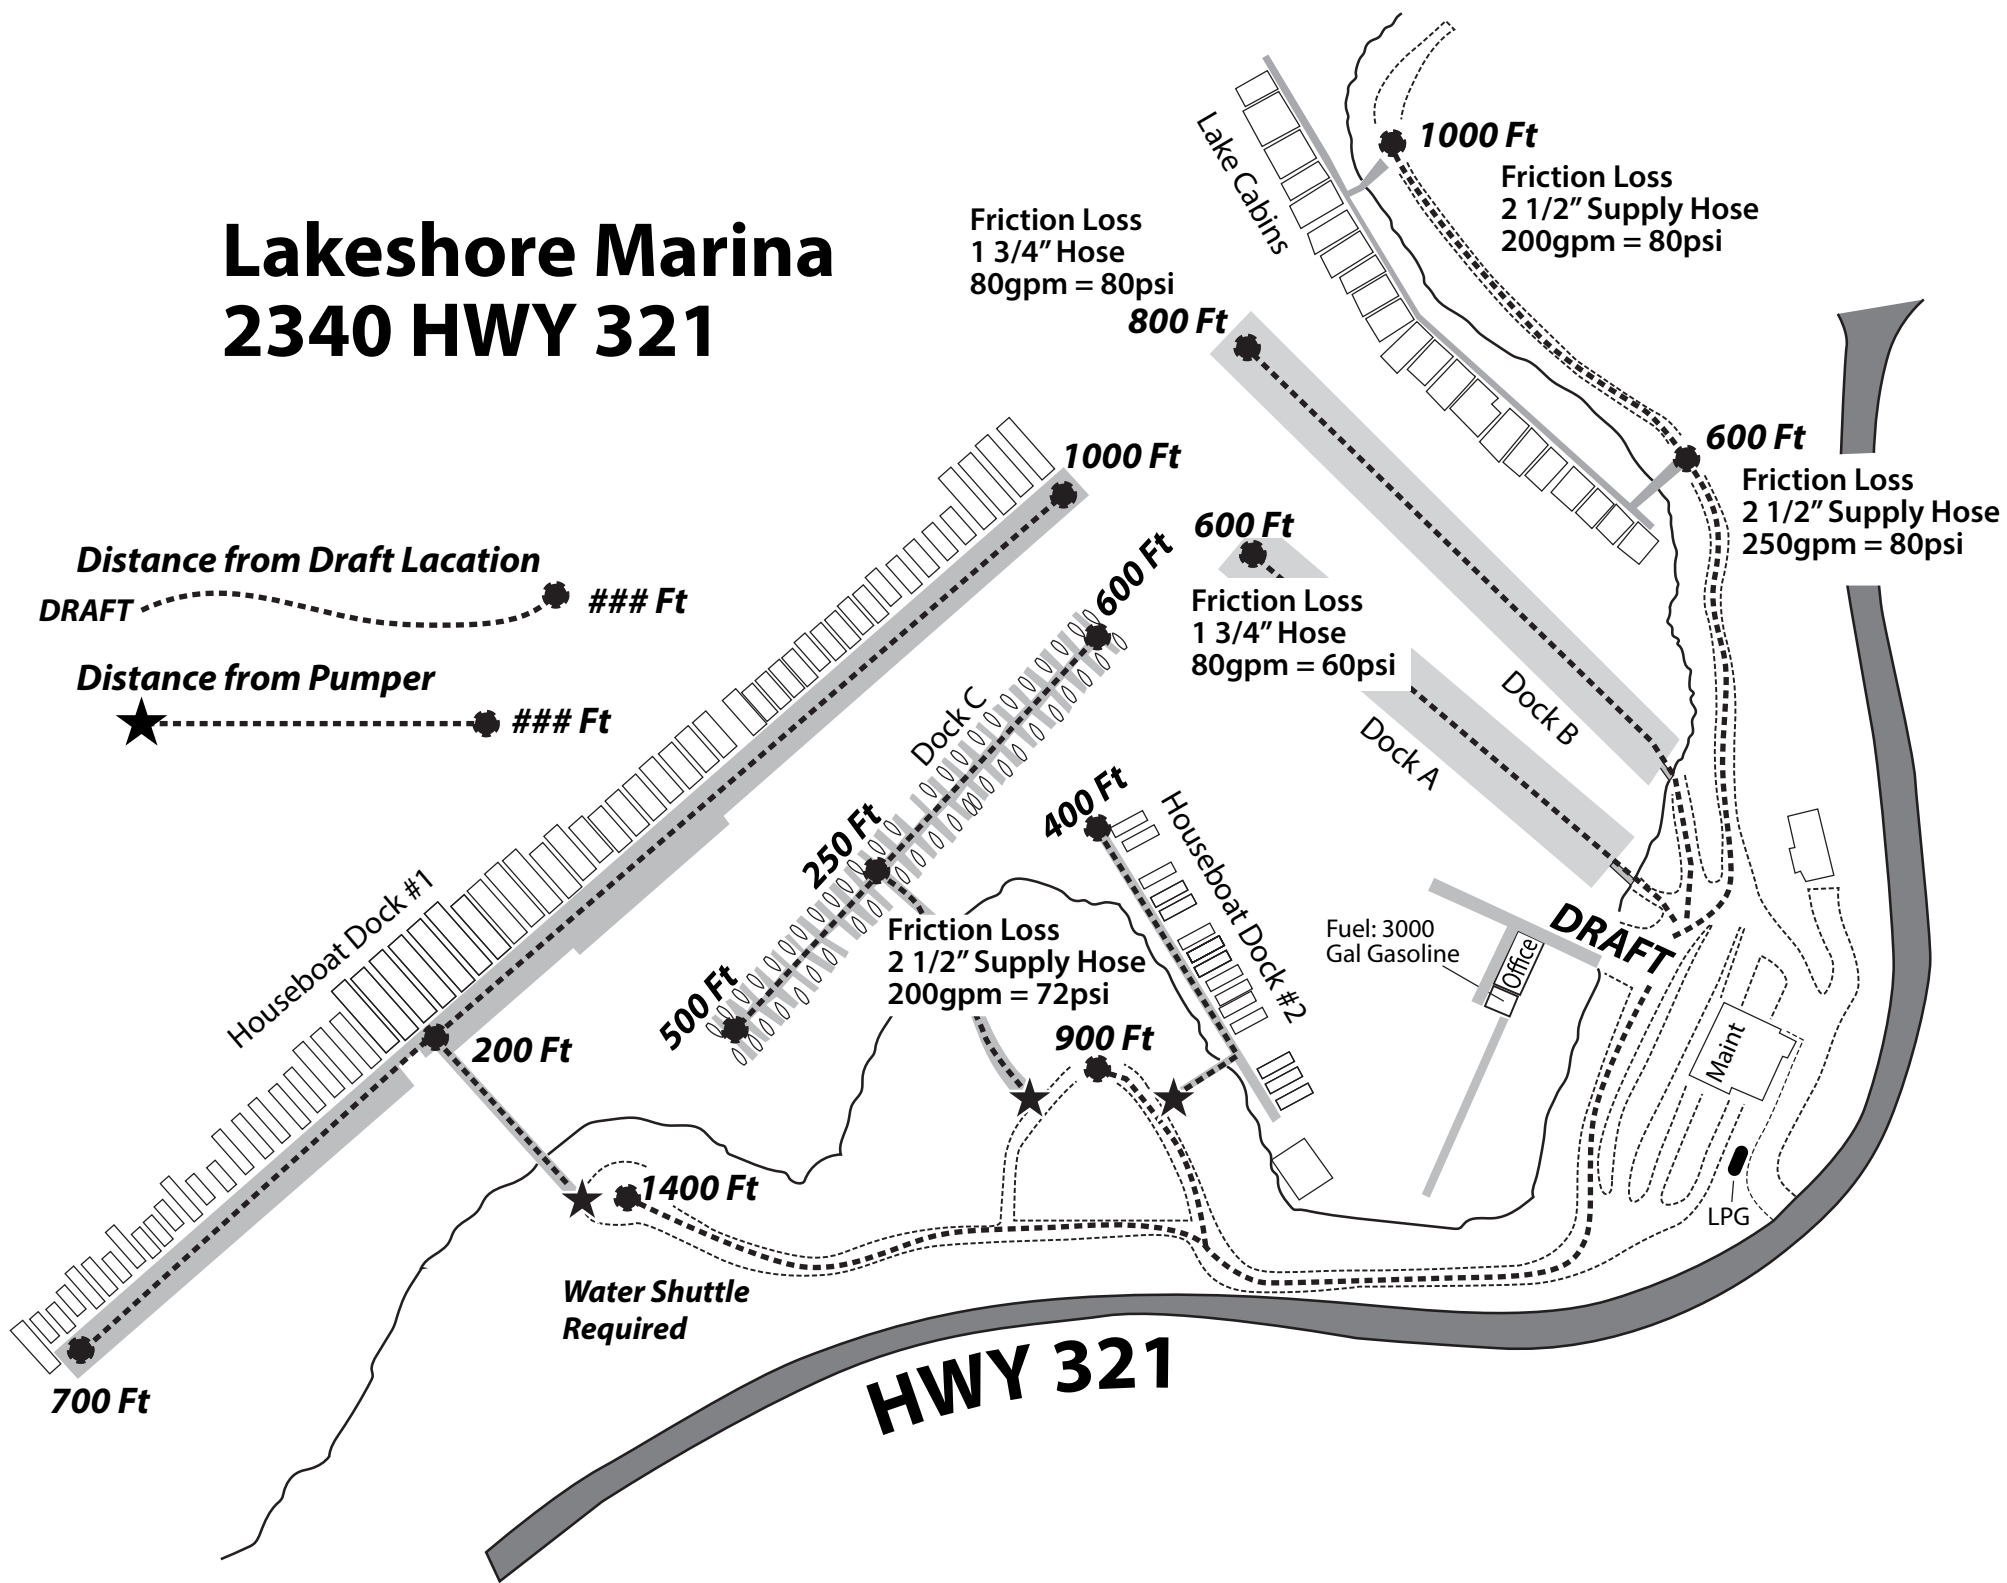 Lakeshore Marina
2340 HWY 321
Lake Cabins
1000 Ft
Friction Loss
2 1/2” Supply Hose
200gpm = 80psi
Friction Loss
1 3/4” Hose
80gpm = 80psi
800 Ft
600 Ft
Friction Loss
2 1/2” Supply Hose
250gpm = 80psi
1000 Ft
600 Ft
600 Ft
Friction Loss
1 3/4” Hose
80gpm = 60psi
Distance from Draft Lacation
DRAFT
### Ft
Distance from Pumper
### Ft
Dock C
Dock B
Dock A
250 Ft
400 Ft
Houseboat Dock #1
Houseboat Dock #2
Fuel: 3000
Gal Gasoline
Office
DRAFT
Friction Loss
2 1/2” Supply Hose
200gpm = 72psi
500 Ft
200 Ft
900 Ft
Maint
LPG
1400 Ft
Water Shuttle
Required
700 Ft
HWY 321